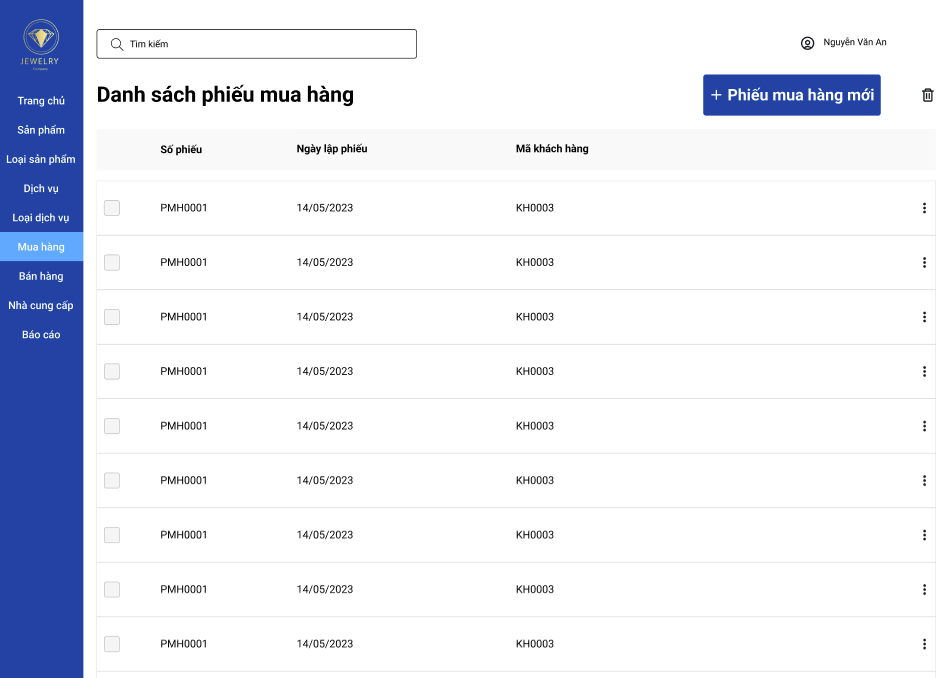 JEWELRY
Company
Trang chủ
Sản phẩm
Loại sản phẩm
Dịch vụ
Loại dịch vụ
Mua hàng
Bán hàng
Nhà cung cấp
Báo cáo
Tìm kiếm
Nguyễn Văn An
Danh sách phiếu mua hàng
+ Phiếu mua hàng mới
Số phiếu Ngày lập phiếu Mã khách hàng
PMH0001 14/05/2023 KH0003
PMH0001 14/05/2023 KH0003
PMH0001 14/05/2023 KH0003
PMH0001 14/05/2023 KH0003
PMH0001 14/05/2023 KH0003
PMH0001 14/05/2023 KH0003
PMH0001 14/05/2023 KH0003
PMH0001 14/05/2023 KH0003
PMH0001 14/05/2023 KH0003